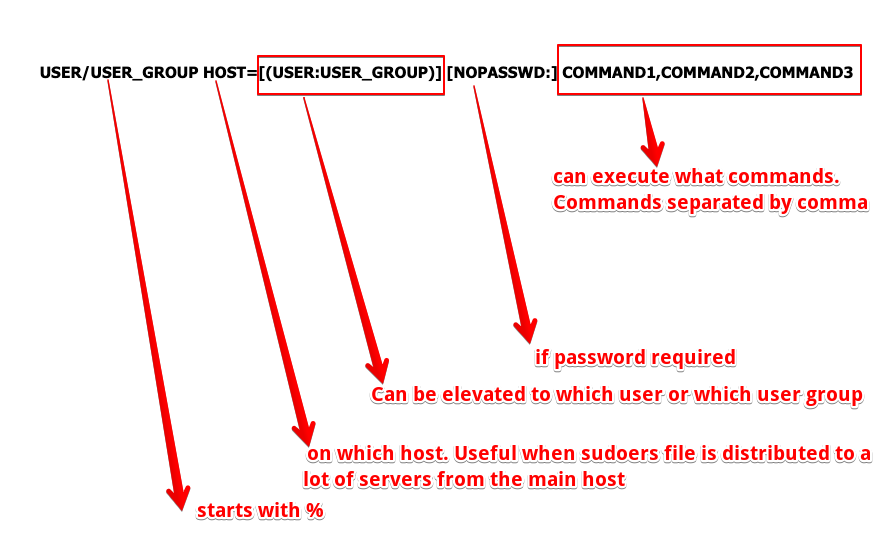 USER/USER_GROUP HOST=[(USER:USER_GROUP)] [NOPASSWD:] COMMAND1,COMMAND2,COMMAND3
can execute what commands.
Commands separated by comma
if password required
Can be elevated to which user or which user group
on which host. Useful when sudoers file is distributed to a
lot of servers from the main host
starts with %